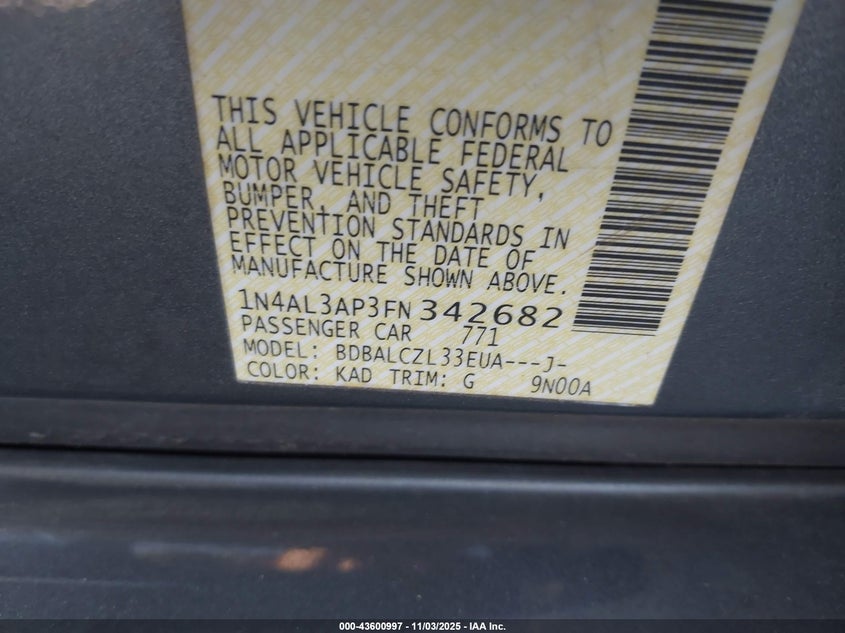 THIS VEHICLE CONFORMS TO
ALL APPLICABLE FEDERAL
MOTOR VEHICLE SAFETY,
BUMPER, AND THEFT
PREVENTION STANDARDS IN
EFFECT ON THE DATE OF
MANUFACTURE SHOWN ABOVE.
1N4AL3AP3FN342682
PASSENGER CAR 771
MODEL: BDBALCZL33EUA---J-
COLOR: KAD TRIM: G 9N00A
000-43600997 - 11/03/2025 - IAA Inc.